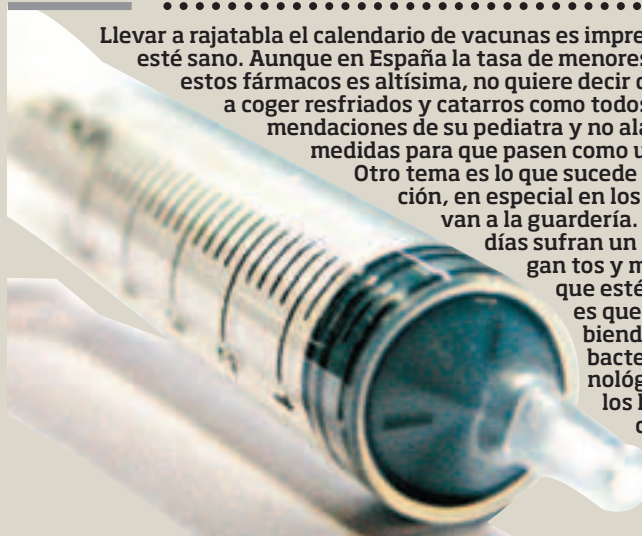 Llevar a rajatabla el calendario de vacunas es impre
esté sano. Aunque en España la tasa de menores
estos fármacos es altísima, no quiere decir
a coger resfriados y catarros como todos
mendaciones de su pediatra y no ala
medidas para que pasen como u
Otro tema es lo que sucede
ción, en especial en los
van a la guardería.
días sufran un
gan tos y m
que esté
es que
biend
bacte
nológ
los